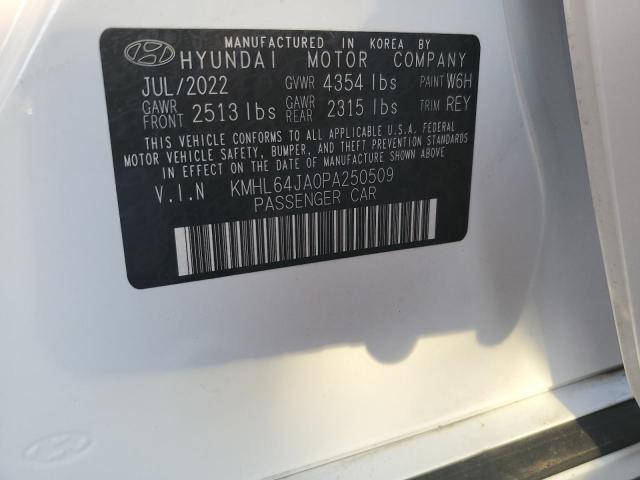 MANUFACTURED IN KOREA BY
HYUNDAI MOTOR COMPANY
JUL/2022 GVWR 4354 lbs PAINT W6H
GAWR FRONT 2513 lbs GAWR REAR 2315 lbs TRIM REY
THIS VEHICLE CONFORMS TO ALL APPLICABLE U.S.A. FEDERAL
MOTOR VEHICLE SAFETY, BUMPER, AND THEFT PREVENTION STANDARDS
IN EFFECT ON THE DATE OF MANUFACTURE SHOWN ABOVE.
V.I.N KMHL64JA0PA250509
PASSENGER CAR